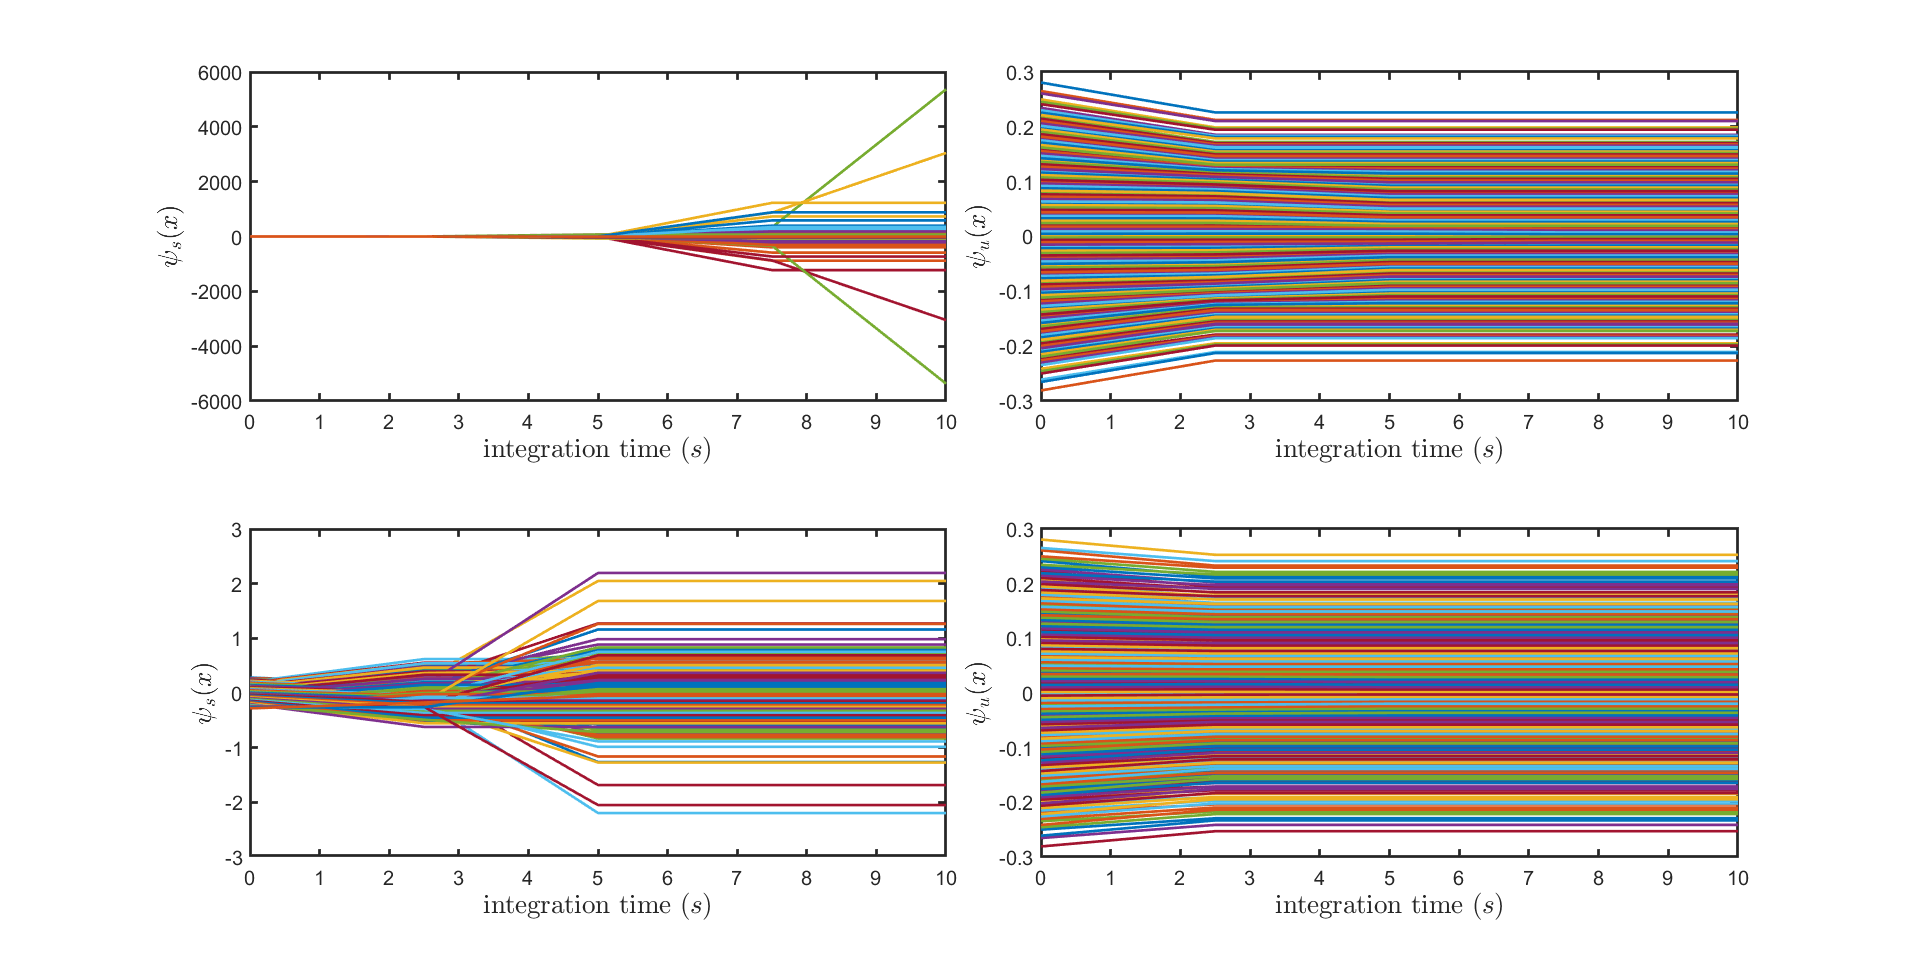 6000
4000
2000
0
-2000
-4000
-6000
ψ_s(x)
0 1 2 3 4 5 6 7 8 9 10
integration time (s)
0.3
0.2
0.1
0
-0.1
-0.2
-0.3
ψ_u(x)
0 1 2 3 4 5 6 7 8 9 10
integration time (s)
3
2
1
0
-1
-2
-3
ψ_s(x)
0 1 2 3 4 5 6 7 8 9 10
integration time (s)
0.3
0.2
0.1
0
-0.1
-0.2
-0.3
ψ_u(x)
0 1 2 3 4 5 6 7 8 9 10
integration time (s)